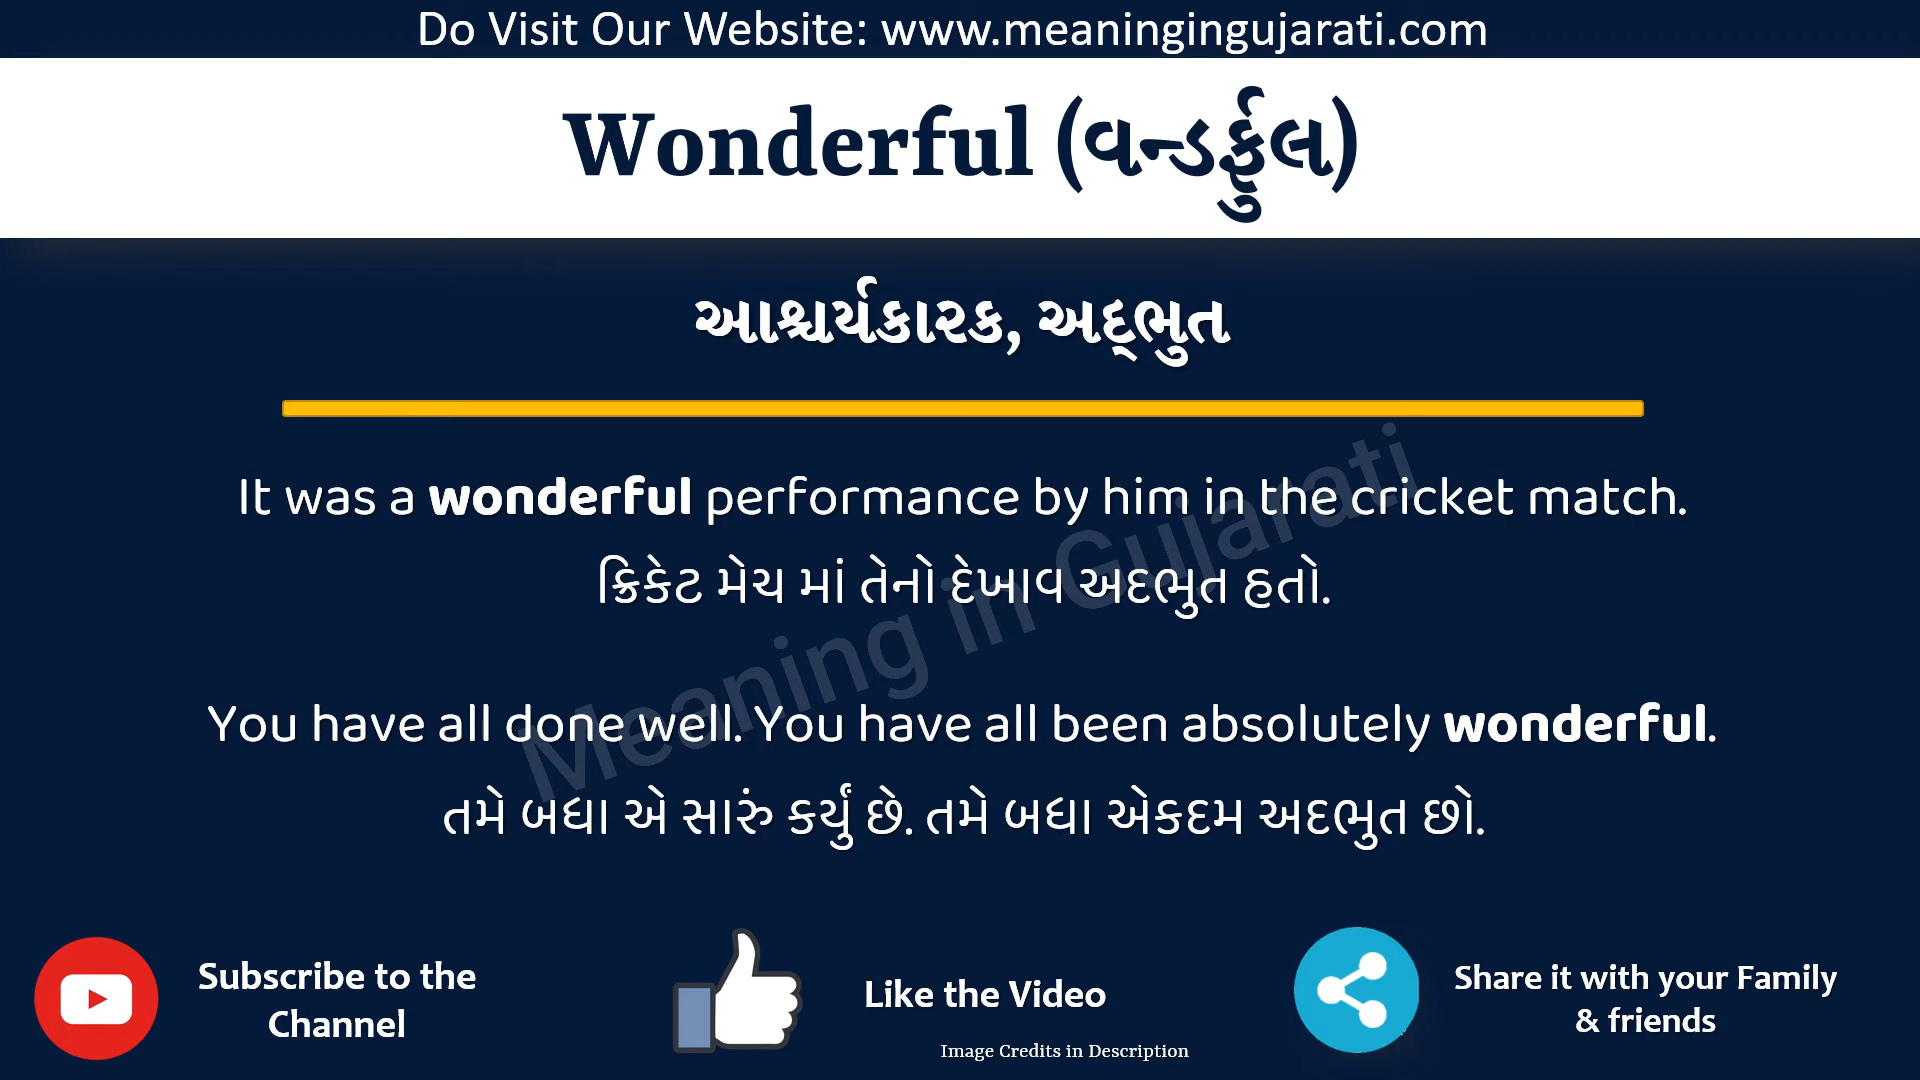 Do Visit Our Website: www.meaningingujarati.com
Wonderful (વન્ડર્ફુલ)
આશ્ચર્યકારક, અદ્‌ભુત
It was a wonderful performance by him in the cricket match.
ક્રિકેટ મેચ માં તેનો દેખાવ અદભુત હતો.
Meaning in Gujarati
You have all done well. You have all been absolutely wonderful.
તમે બધા એ સારું કર્યું છે. તમે બધા એકદમ અદભુત છો.
Subscribe to the
Channel
Like the Video
Share it with your Family
& friends
Image Credits in Description